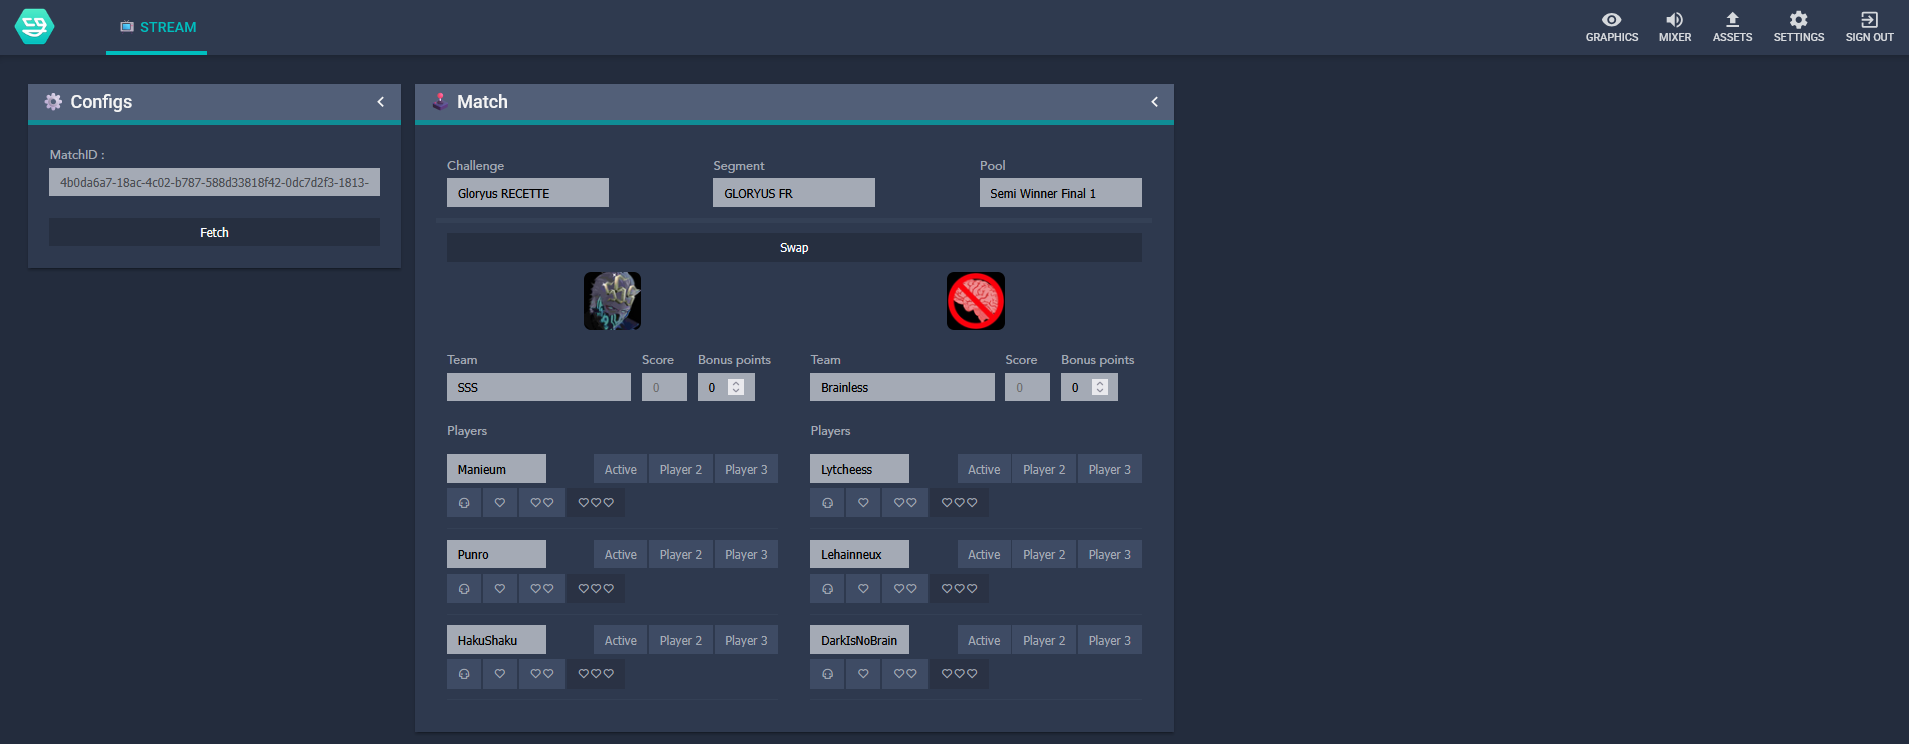 STREAM
GRAPHICS MIXER ASSETS SETTINGS SIGN OUT
Configs
MatchID :
4b0da6a7-18ac-4c02-b787-588d33818f42-0dc7d2f3-1813-
Fetch
Match
Challenge Segment Pool
Gloryus RECETTE GLORYUS FR Semi Winner Final 1
Swap
Team Score Bonus points Team Score Bonus points
SSS 0 0 Brainless 0 0
Players Players
Manieum Active Player 2 Player 3 Lytcheess Active Player 2 Player 3
Punro Active Player 2 Player 3 Lehainneux Active Player 2 Player 3
HakuShaku Active Player 2 Player 3 DarkIsNoBrain Active Player 2 Player 3